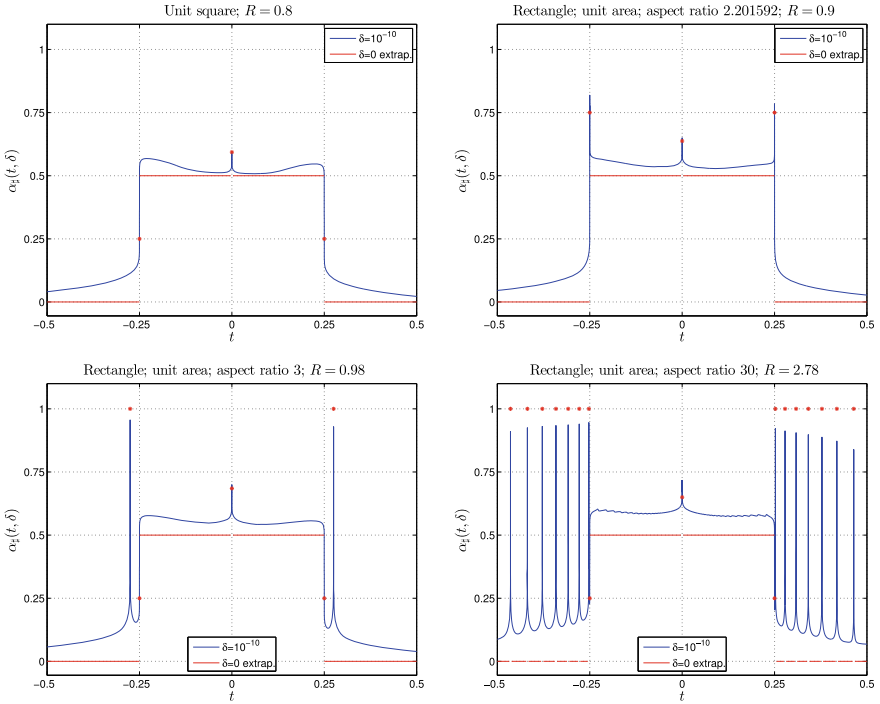 Unit square; R = 0.8
1
0.75
0.5
0.25
0
−0.5
−0.25
0
0.25
0.5
α♮(t, δ)
t
δ=10⁻¹⁰
δ=0 extrap.
Rectangle; unit area; aspect ratio 2.201592; R = 0.9
1
0.75
0.5
0.25
0
−0.5
−0.25
0
0.25
0.5
α♮(t, δ)
t
δ=10⁻¹⁰
δ=0 extrap.
Rectangle; unit area; aspect ratio 3; R = 0.98
1
0.75
0.5
0.25
0
−0.5
−0.25
0
0.25
0.5
α♮(t, δ)
t
δ=10⁻¹⁰
δ=0 extrap.
Rectangle; unit area; aspect ratio 30; R = 2.78
1
0.75
0.5
0.25
0
−0.5
−0.25
0
0.25
0.5
α♮(t, δ)
t
δ=10⁻¹⁰
δ=0 extrap.